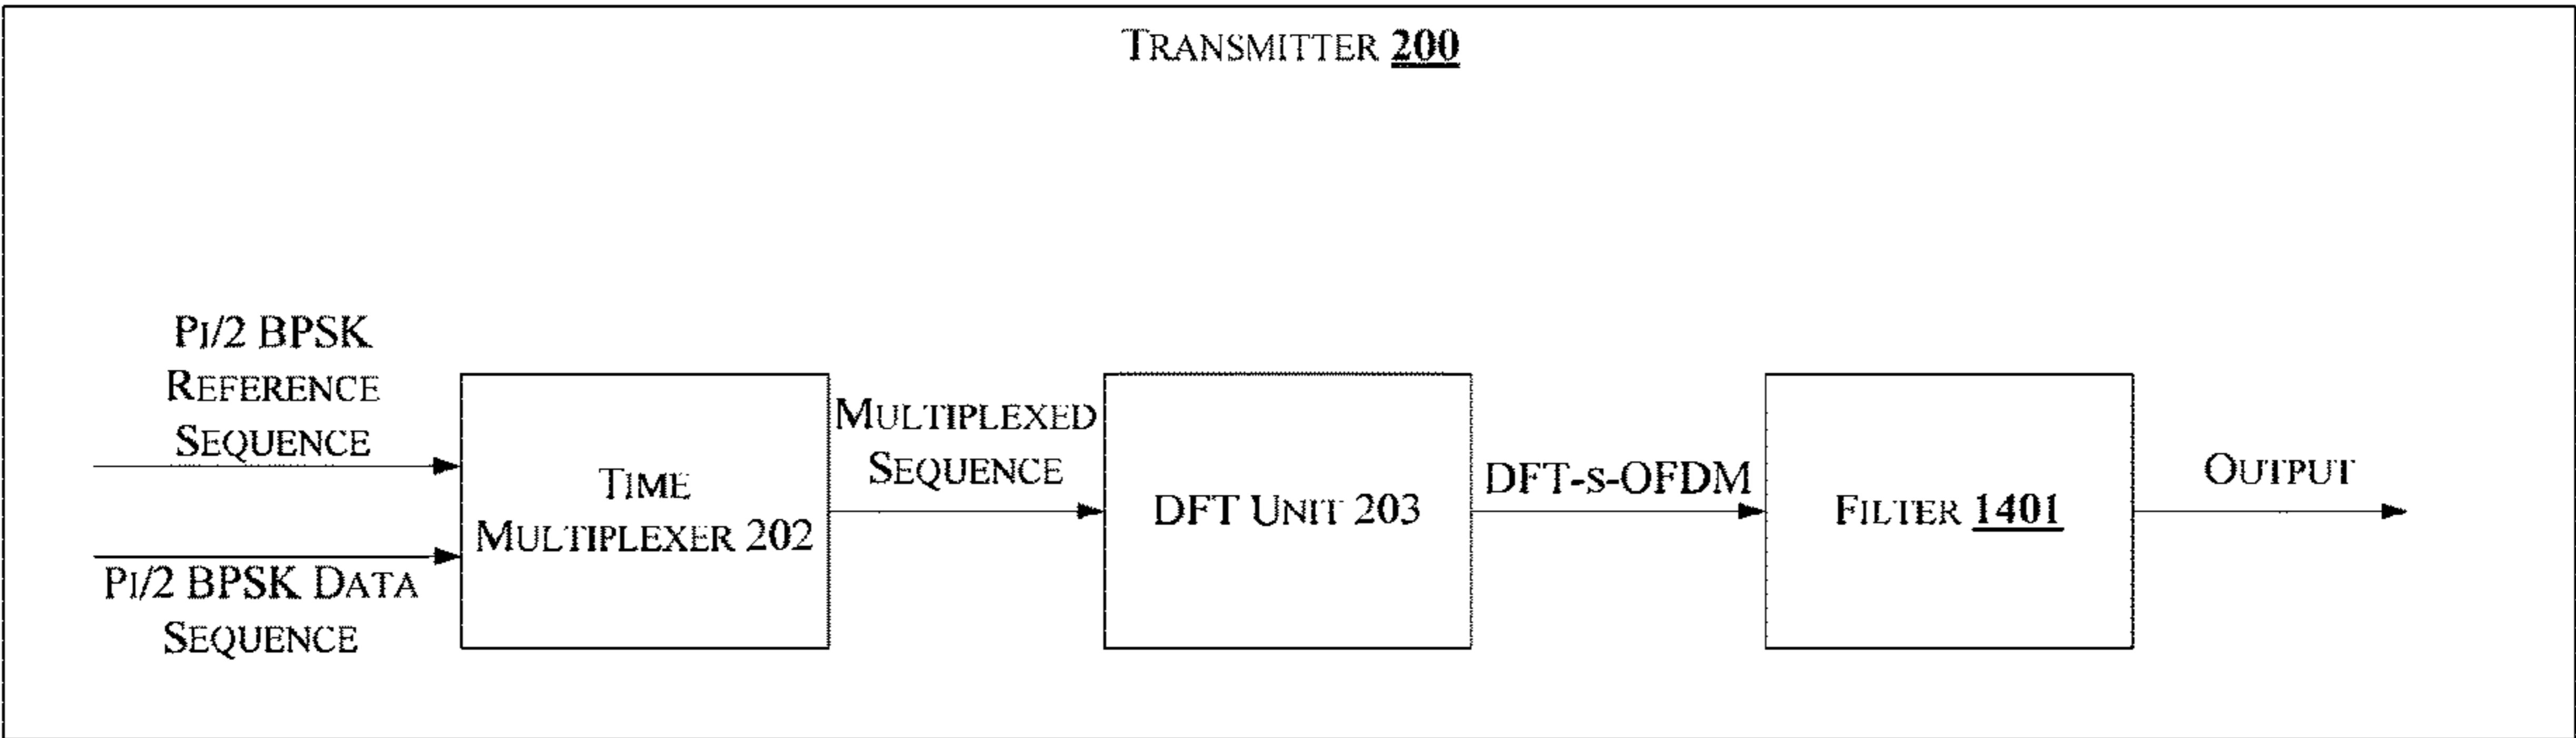 TRANSMITTER 200
PI/2 BPSK
REFERENCE
SEQUENCE
PI/2 BPSK DATA
SEQUENCE
TIME
MULTIPLEXER 202
MULTIPLEXED
SEQUENCE
DFT UNIT 203
DFT-S-OFDM
FILTER 1401
OUTPUT